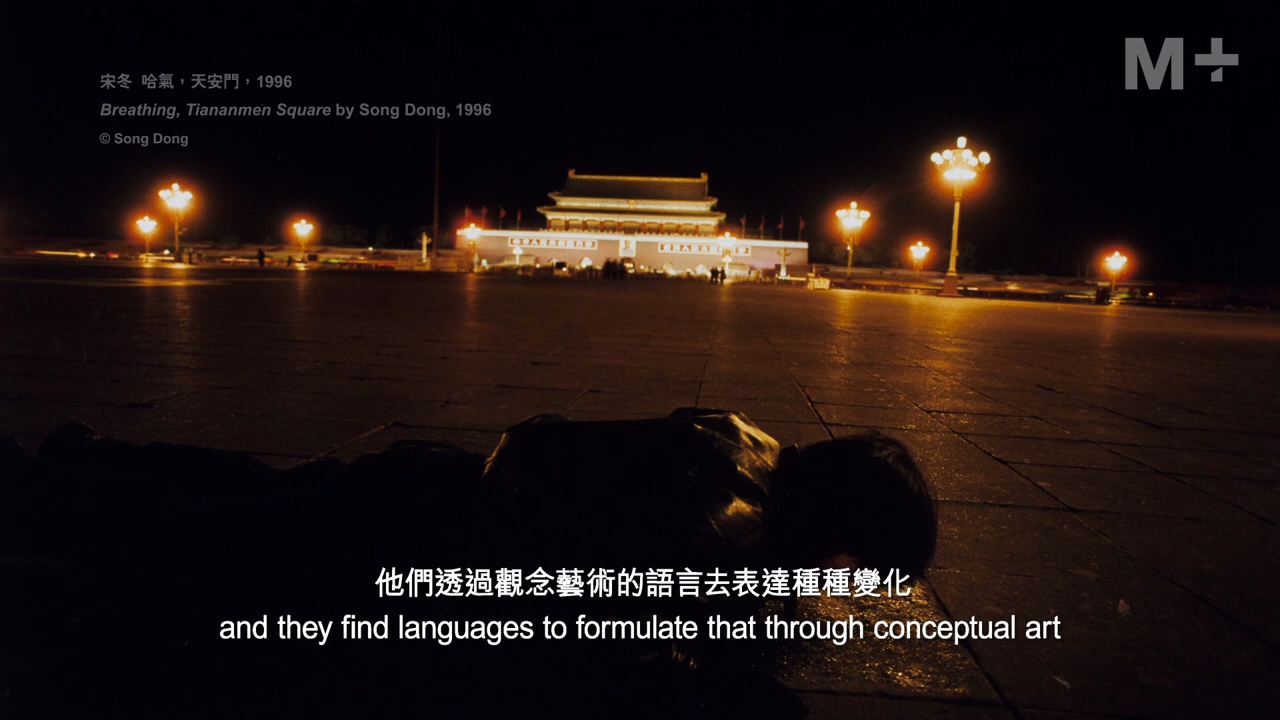 宋冬 哈氣，天安門，1996
Breathing, Tiananmen Square by Song Dong, 1996
© Song Dong
M+
他們透過觀念藝術的語言去表達種種變化
and they find languages to formulate that through conceptual art